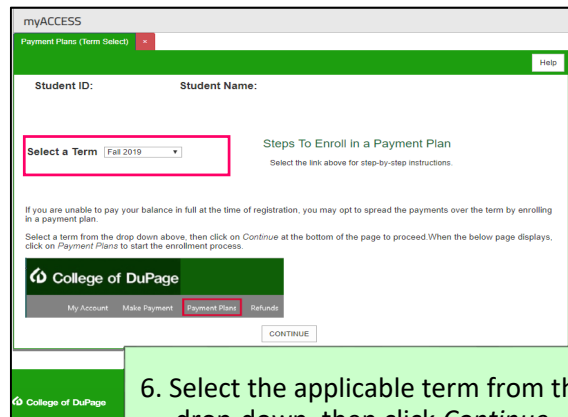 myACCESS
Payment Plans (Term Select) ×
Help
Student ID: Student Name:
Steps To Enroll in a Payment Plan
Select a Term Fall 2019
Select the link above for step-by-step instructions.
If you are unable to pay your balance in full at the time of registration, you may opt to spread the payments over the term by enrolling
in a payment plan.
Select a term from the drop down above, then click on Continue at the bottom of the page to proceed.When the below page displays,
click on Payment Plans to start the enrollment process.
College of DuPage
My Account Make Payment Payment Plans Refunds
CONTINUE
6. Select the applicable term from th
College of DuPage
drop down, then click Continue